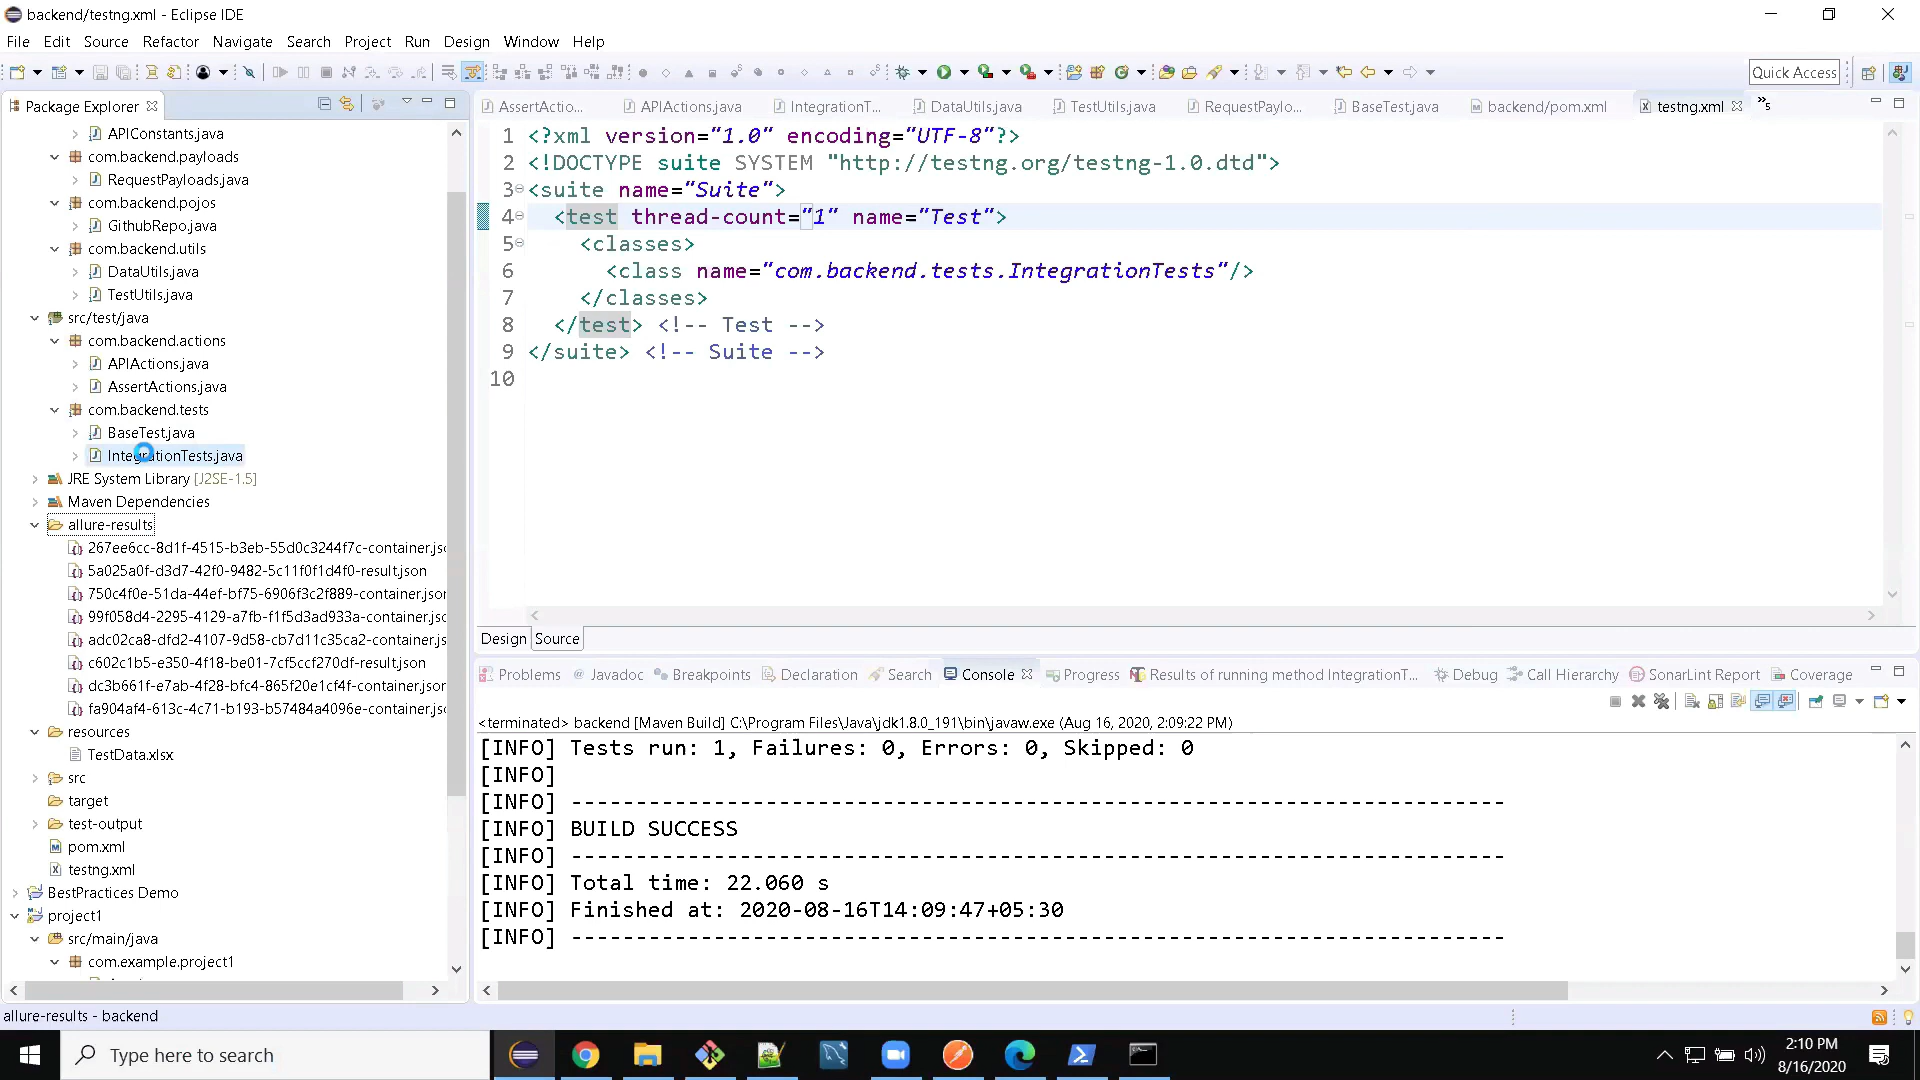 backend/testng.xml - Eclipse IDE
File Edit Source Refactor Navigate Search Project Run Design Window Help
Quick Access
Package Explorer
AssertActio... APIActions.java IntegrationT... DataUtils.java TestUtils.java RequestPaylo... BaseTest.java backend/pom.xml testng.xml »5
APIConstants.java
com.backend.payloads
RequestPayloads.java
com.backend.pojos
GithubRepo.java
com.backend.utils
DataUtils.java
TestUtils.java
src/test/java
com.backend.actions
APIActions.java
AssertActions.java
com.backend.tests
BaseTest.java
IntegrationTests.java
JRE System Library [J2SE-1.5]
Maven Dependencies
allure-results
267ee6cc-8d1f-4515-b3eb-55d0c3244f7c-container.jsc
5a025a0f-d3d7-42f0-9482-5c11f0f1d4f0-result.json
750c4f0e-51da-44ef-bf75-6906f3c2f889-container.jsc
99f058d4-2295-4129-a7fb-f1f5d3ad933a-container.jsc
adc02ca8-dfd2-4107-9d58-cb7d11c35ca2-container.js
c602c1b5-e350-4f18-be01-7cf5ccf270df-result.json
dc3b661f-e7ab-4f28-bfc4-865f20e1cf4f-container.jsc
fa904af4-613c-4c71-b193-b57484a4096e-container.jsc
resources
TestData.xlsx
src
target
test-output
pom.xml
testng.xml
BestPractices Demo
project1
src/main/java
com.example.project1
1 <?xml version="1.0" encoding="UTF-8"?>
2 <!DOCTYPE suite SYSTEM "http://testng.org/testng-1.0.dtd">
3 <suite name="Suite">
4 <test thread-count="1" name="Test">
5 <classes>
6 <class name="com.backend.tests.IntegrationTests"/>
7 </classes>
8 </test> <!-- Test -->
9 </suite> <!-- Suite -->
10
Design Source
Problems @ Javadoc Breakpoints Declaration Search Console Progress Results of running method IntegrationT... Debug Call Hierarchy SonarLint Report Coverage
<terminated> backend [Maven Build] C:\Program Files\Java\jdk1.8.0_191\bin\javaw.exe (Aug 16, 2020, 2:09:22 PM)
[INFO] Tests run: 1, Failures: 0, Errors: 0, Skipped: 0
[INFO]
[INFO] ------------------------------------------------------------------------
[INFO] BUILD SUCCESS
[INFO] ------------------------------------------------------------------------
[INFO] Total time: 22.060 s
[INFO] Finished at: 2020-08-16T14:09:47+05:30
[INFO] ------------------------------------------------------------------------
allure-results - backend
Type here to search
2:10 PM
8/16/2020